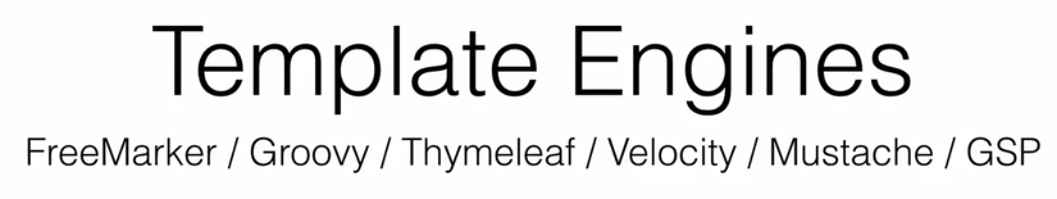 Template Engines
FreeMarker / Groovy / Thymeleaf / Velocity / Mustache / GSP